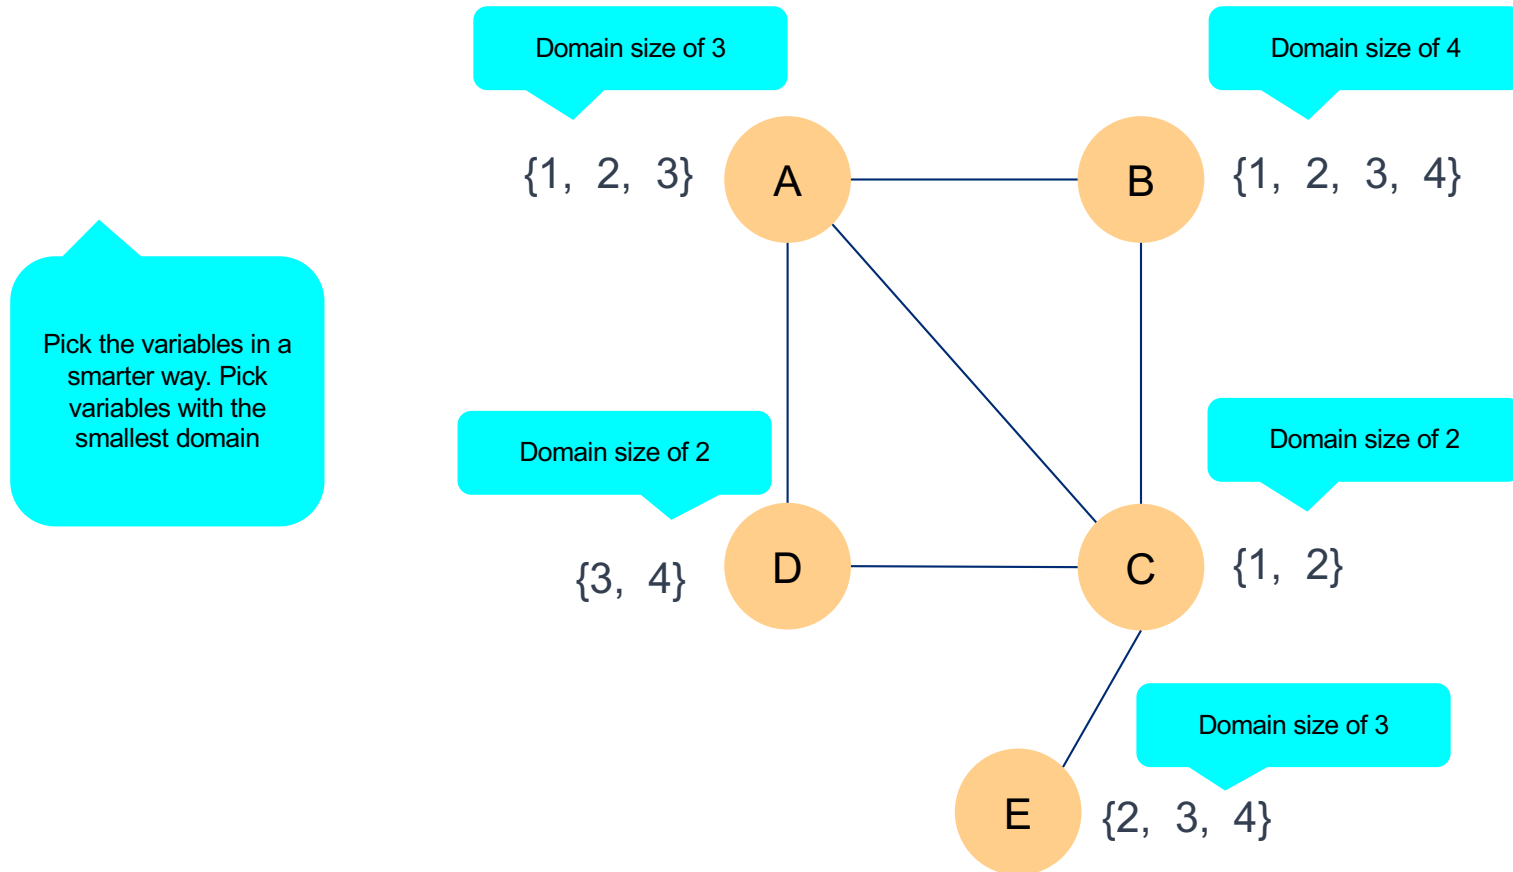 Domain size of 3
Domain size of 4
{1, 2, 3}
A
B
{1, 2, 3, 4}
Pick the variables in a
smarter way. Pick
variables with the
smallest domain
Domain size of 2
Domain size of 2
{3, 4}
D
C
{1, 2}
Domain size of 3
E
{2, 3, 4}